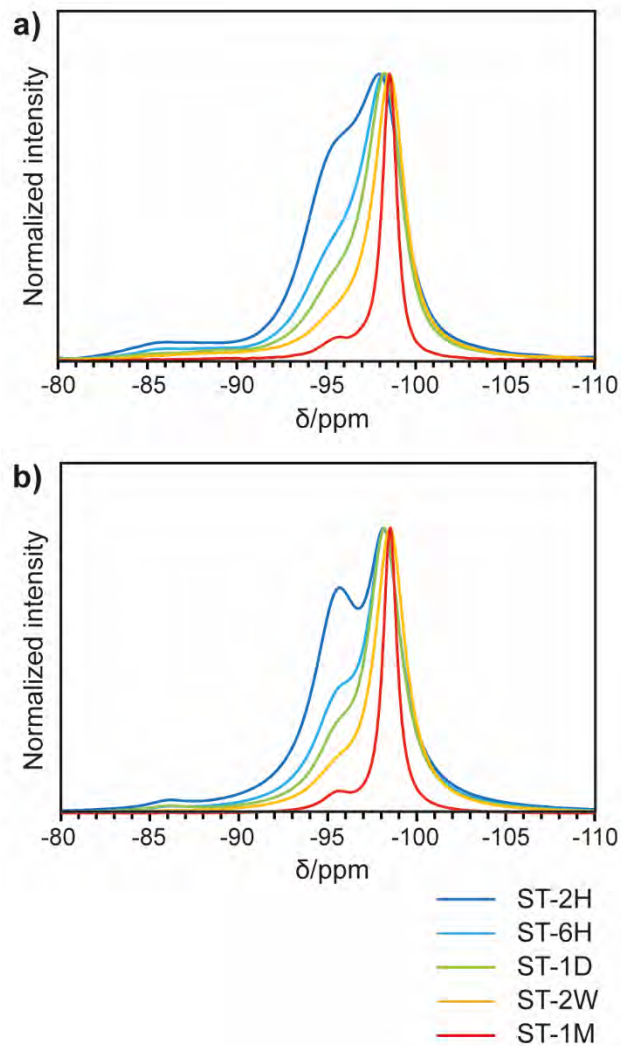 a)
Normalized intensity
-80 -85 -90 -95 -100 -105 -110
δ/ppm
b)
Normalized intensity
-80 -85 -90 -95 -100 -105 -110
δ/ppm
ST-2H
ST-6H
ST-1D
ST-2W
ST-1M